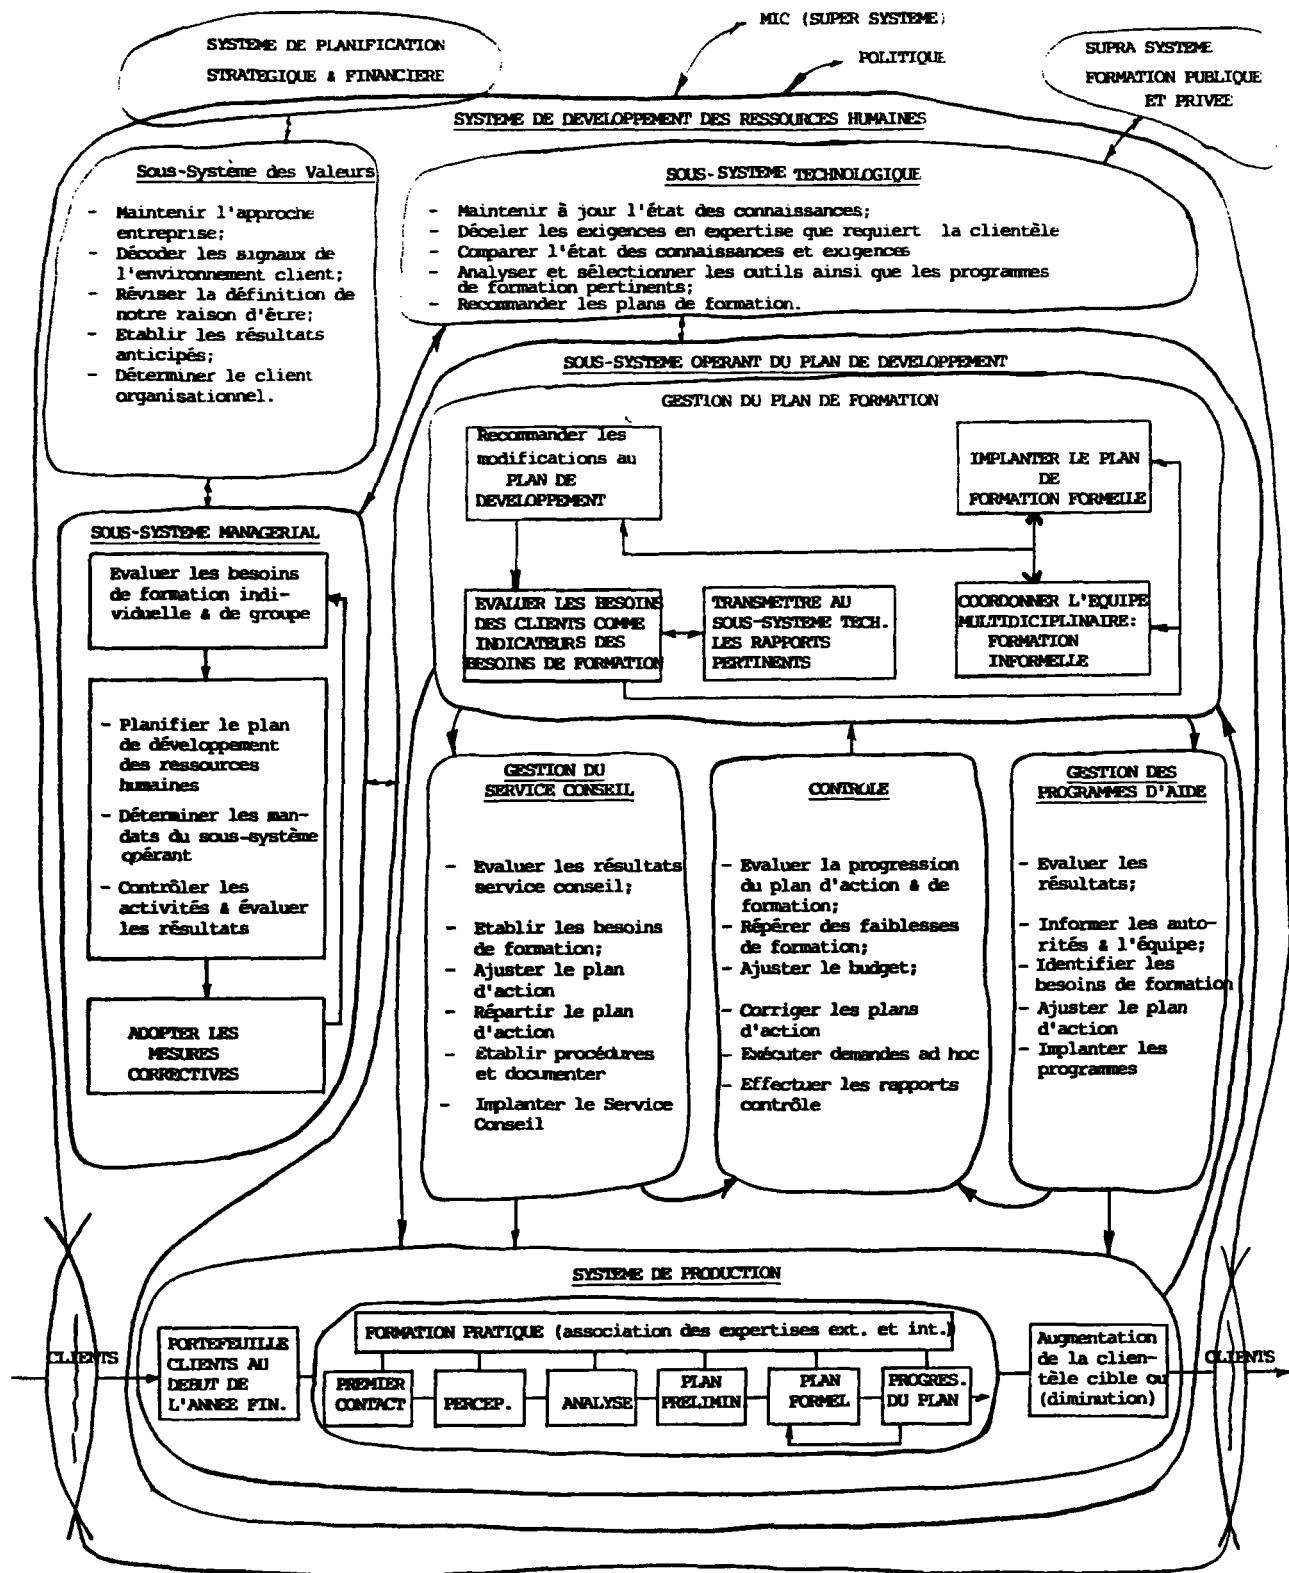 MIC (SUPER SYSTEME)
POLITIQUE
SYSTEME DE PLANIFICATION
STRATEGIQUE & FINANCIERE
SUPRA SYSTEME
FORMATION PUBLIQUE
ET PRIVEE
SYSTEME DE DEVELOPPEMENT DES RESSOURCES HUMAINES
Sous-Système des Valeurs
- Maintenir l'approche
entreprise;
- Décoder les signaux de
l'environnement client;
- Réviser la définition de
notre raison d'être;
- Etablir les résultats
anticipés;
- Déterminer le client
organisationnel.
SOUS-SYSTEME TECHNOLOGIQUE
- Maintenir à jour l'état des connaissances;
- Déceler les exigences en expertise que requiert la clientèle
- Comparer l'état des connaissances et exigences
- Analyser et sélectionner les outils ainsi que les programmes
de formation pertinents;
- Recommander les plans de formation.
SOUS-SYSTEME OPERANT DU PLAN DE DEVELOPPEMENT
GESTION DU PLAN DE FORMATION
Recommander les
modifications au
PLAN DE
DEVELOPPEMENT
IMPLANTER LE PLAN
DE
FORMATION FORMELLE
EVALUER LES BESOINS
DES CLIENTS COMME
INDICATEURS DES
BESOINS DE FORMATION
TRANSMETTRE AU
SOUS-SYSTEME TECH.
LES RAPPORTS
PERTINENTS
COORDONNER L'EQUIPE
MULTIDICIPLINAIRE:
FORMATION
INFORMELLE
SOUS-SYSTEME MANAGERIAL
Evaluer les besoins
de formation indi-
viduelle & de groupe
- Planifier le plan
de développement
des ressources
humaines
- Déterminer les man-
dats du sous-système
opérant
- Contrôler les
activités & évaluer
les résultats
ADOPTER LES
MESURES
CORRECTIVES
GESTION DU
SERVICE CONSEIL
- Evaluer les résultats
service conseil;
- Etablir les besoins
de formation;
- Ajuster le plan
d'action
- Répartir le plan
d'action
- Etablir procédures
et documenter
- Implanter le Service
Conseil
CONTROLE
- Evaluer la progression
du plan d'action & de
formation;
- Répérer des faiblesses
de formation;
- Ajuster le budget;
- Corriger les plans
d'action
- Exécuter demandes ad hoc
- Effectuer les rapports
contrôle
GESTION DES
PROGRAMMES D'AIDE
- Evaluer les
résultats;
- Informer les auto-
rités & l'équipe;
- Identifier les
besoins de formation
- Ajuster le plan
d'action
- Implanter les
programmes
SYSTEME DE PRODUCTION
FORMATION PRATIQUE (association des expertises ext. et int.)
CLIENTS
PORTEFEUILLE
CLIENTS AU
DEBUT DE
L'ANNEE FIN.
PREMIER
CONTACT
PERCEP.
ANALYSE
PLAN
PRELIMIN
PLAN
FORMEL
PROGRES.
DU PLAN
Augmentation
de la clien-
tèle cible ou
(diminution)
CLIENTS